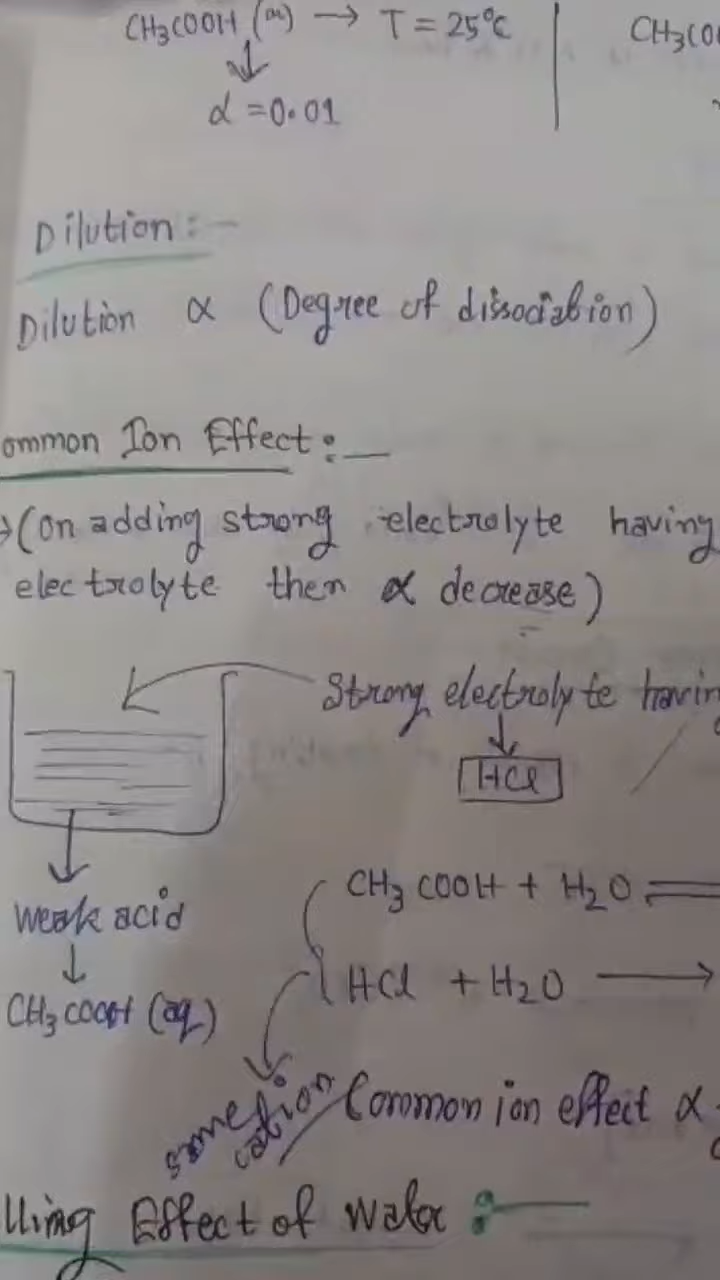 CH3COOH (aq) → T = 25°C
CH3CO
↓
α = 0.01
Dilution :-
Dilution ∝ (Degree of dissociation)
ommon Ion Effect :-
→ (On adding strong electrolyte having
electrolyte then α decrease)
Strong electrolyte having
↓
HCl
↓
weak acid
↓
CH3COOH (aq.)
CH3COOH + H2O ⇌
HCl + H2O →
same cation
Common ion effect α
lling Effect of Water :-